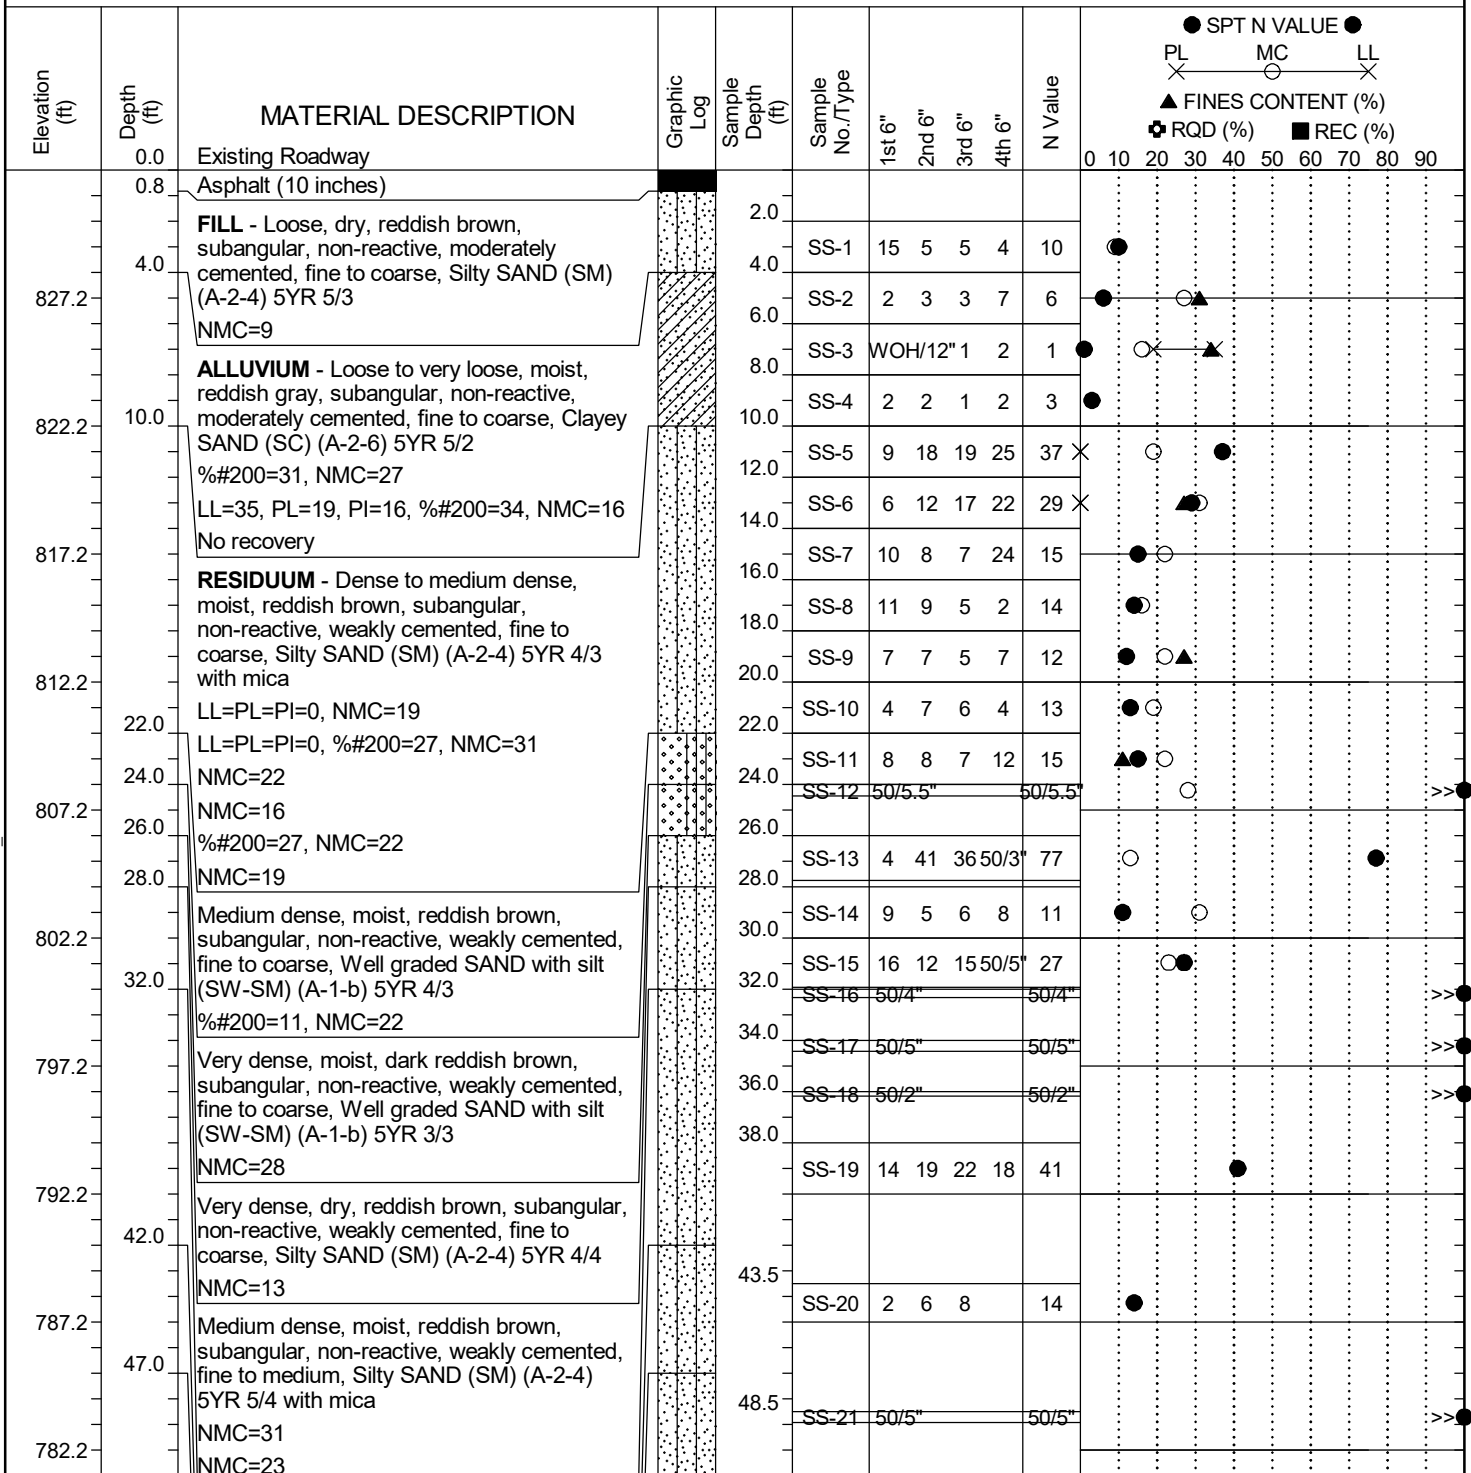 Elevation (ft)
Depth (ft)
MATERIAL DESCRIPTION
Graphic Log
Sample Depth (ft)
Sample No./Type
1st 6"
2nd 6"
3rd 6"
4th 6"
N Value
SPT N VALUE
PL MC LL
FINES CONTENT (%)
RQD (%) REC (%)
0 10 20 30 40 50 60 70 80 90
0.0 Existing Roadway
0.8 Asphalt (10 inches)
FILL - Loose, dry, reddish brown,
subangular, non-reactive, moderately
4.0 cemented, fine to coarse, Silty SAND (SM)
(A-2-4) 5YR 5/3
NMC=9
ALLUVIUM - Loose to very loose, moist,
reddish gray, subangular, non-reactive,
10.0 moderately cemented, fine to coarse, Clayey
SAND (SC) (A-2-6) 5YR 5/2
%#200=31, NMC=27
LL=35, PL=19, PI=16, %#200=34, NMC=16
No recovery
RESIDUUM - Dense to medium dense,
moist, reddish brown, subangular,
non-reactive, weakly cemented, fine to
coarse, Silty SAND (SM) (A-2-4) 5YR 4/3
with mica
LL=PL=PI=0, NMC=19
22.0
LL=PL=PI=0, %#200=27, NMC=31
24.0 NMC=22
NMC=16
26.0 %#200=27, NMC=22
28.0 NMC=19
Medium dense, moist, reddish brown,
subangular, non-reactive, weakly cemented,
fine to coarse, Well graded SAND with silt
32.0 (SW-SM) (A-1-b) 5YR 4/3
%#200=11, NMC=22
Very dense, moist, dark reddish brown,
subangular, non-reactive, weakly cemented,
fine to coarse, Well graded SAND with silt
(SW-SM) (A-1-b) 5YR 3/3
NMC=28
Very dense, dry, reddish brown, subangular,
42.0 non-reactive, weakly cemented, fine to
coarse, Silty SAND (SM) (A-2-4) 5YR 4/4
NMC=13
Medium dense, moist, reddish brown,
subangular, non-reactive, weakly cemented,
47.0 fine to medium, Silty SAND (SM) (A-2-4)
5YR 5/4 with mica
NMC=31
NMC=23
827.2
822.2
817.2
812.2
807.2
802.2
797.2
792.2
787.2
782.2
2.0
SS-1 15 5 5 4 10
4.0
SS-2 2 3 3 7 6
6.0
SS-3 WOH/12" 1 2 1
8.0
SS-4 2 2 1 2 3
10.0
SS-5 9 18 19 25 37
12.0
SS-6 6 12 17 22 29
14.0
SS-7 10 8 7 24 15
16.0
SS-8 11 9 5 2 14
18.0
SS-9 7 7 5 7 12
20.0
SS-10 4 7 6 4 13
22.0
SS-11 8 8 7 12 15
24.0
SS-12 50/5.5" 50/5.5" >>
26.0
SS-13 4 41 36 50/3" 77
28.0
SS-14 9 5 6 8 11
30.0
SS-15 16 12 15 50/5" 27
32.0
SS-16 50/4" 50/4" >>
34.0
SS-17 50/5" 50/5" >>
36.0
SS-18 50/2" 50/2" >>
38.0
SS-19 14 19 22 18 41
43.5
SS-20 2 6 8 14
48.5
SS-21 50/5" 50/5" >>